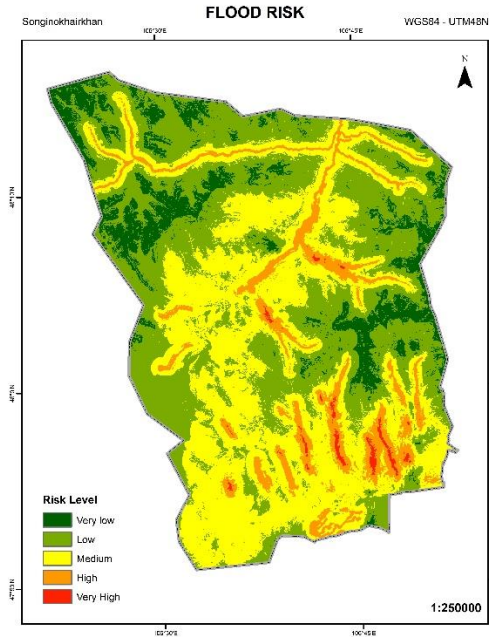 FLOOD RISK
Songinokhairkhan
WGS84 - UTM48N
N
Risk Level
Very low
Low
Medium
High
Very High
1:250000